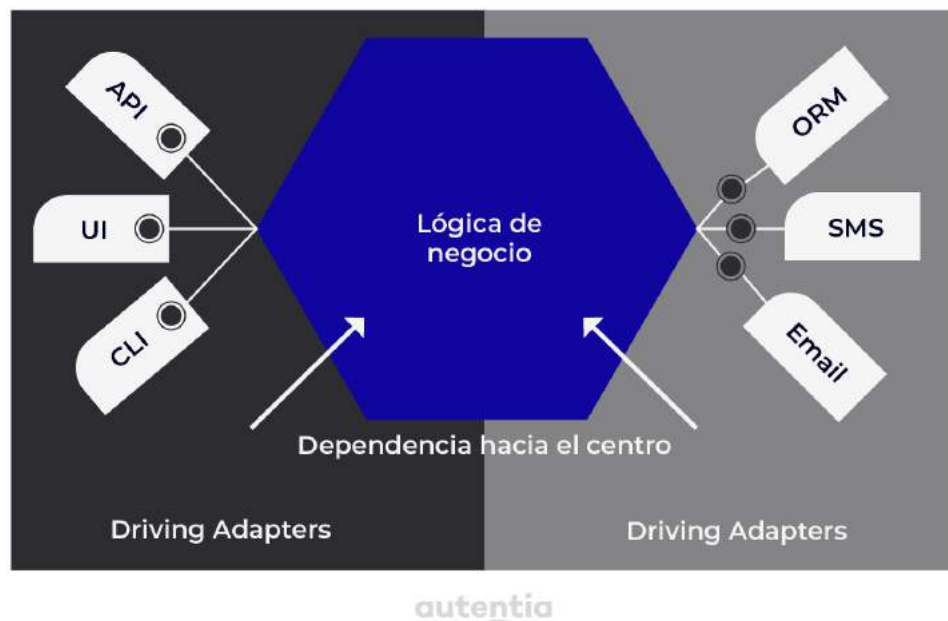 API
UI
CLI
Lógica de
negocio
ORM
SMS
Email
Dependencia hacia el centro
Driving Adapters
Driving Adapters
autentia